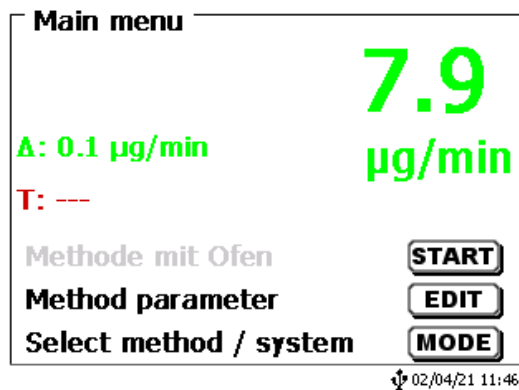 Main menu
7.9
Δ: 0.1 µg/min
µg/min
T: ---
Methode mit Ofen START
Method parameter EDIT
Select method / system MODE
02/04/21 11:46